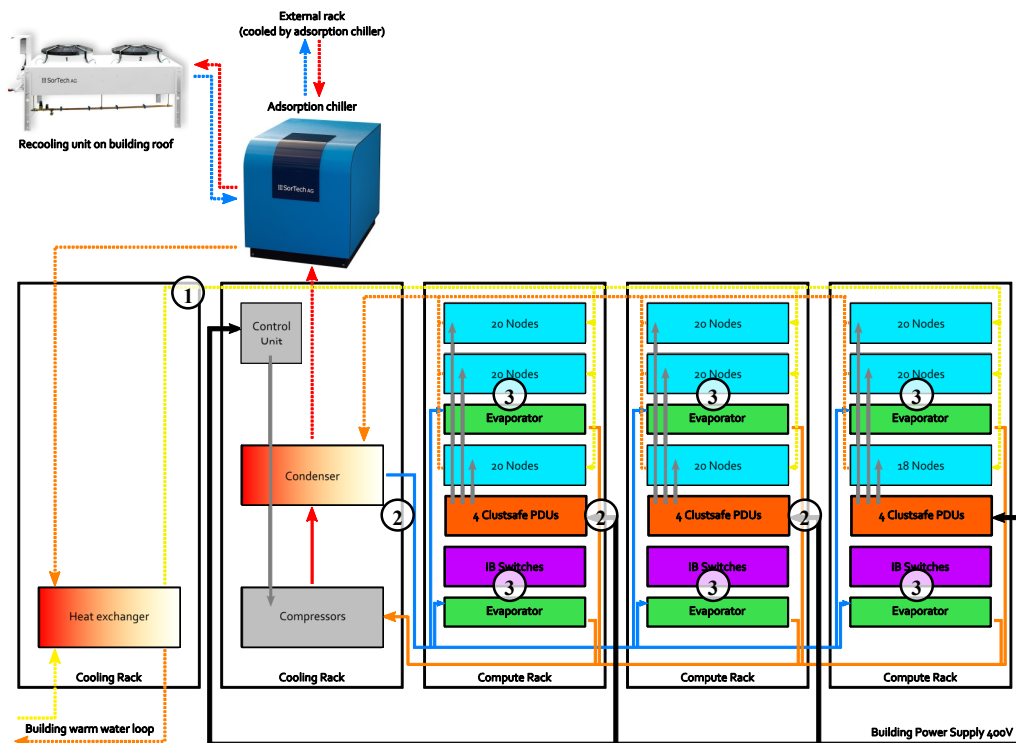 External rack
(cooled by adsorption chiller)
1
2
SorTech AG
Adsorption chiller
Recooling unit on building roof
SorTech AG
1
Control
Unit
20 Nodes
20 Nodes
20 Nodes
20 Nodes
20 Nodes
20 Nodes
3
3
3
Evaporator
Evaporator
Evaporator
Condenser
20 Nodes
20 Nodes
18 Nodes
2
4 Clustsafe PDUs
2
4 Clustsafe PDUs
2
4 Clustsafe PDUs
IB Switches
IB Switches
IB Switches
3
3
3
Heat exchanger
Compressors
Evaporator
Evaporator
Evaporator
Cooling Rack
Cooling Rack
Compute Rack
Compute Rack
Compute Rack
Building warm water loop
Building Power Supply 400V